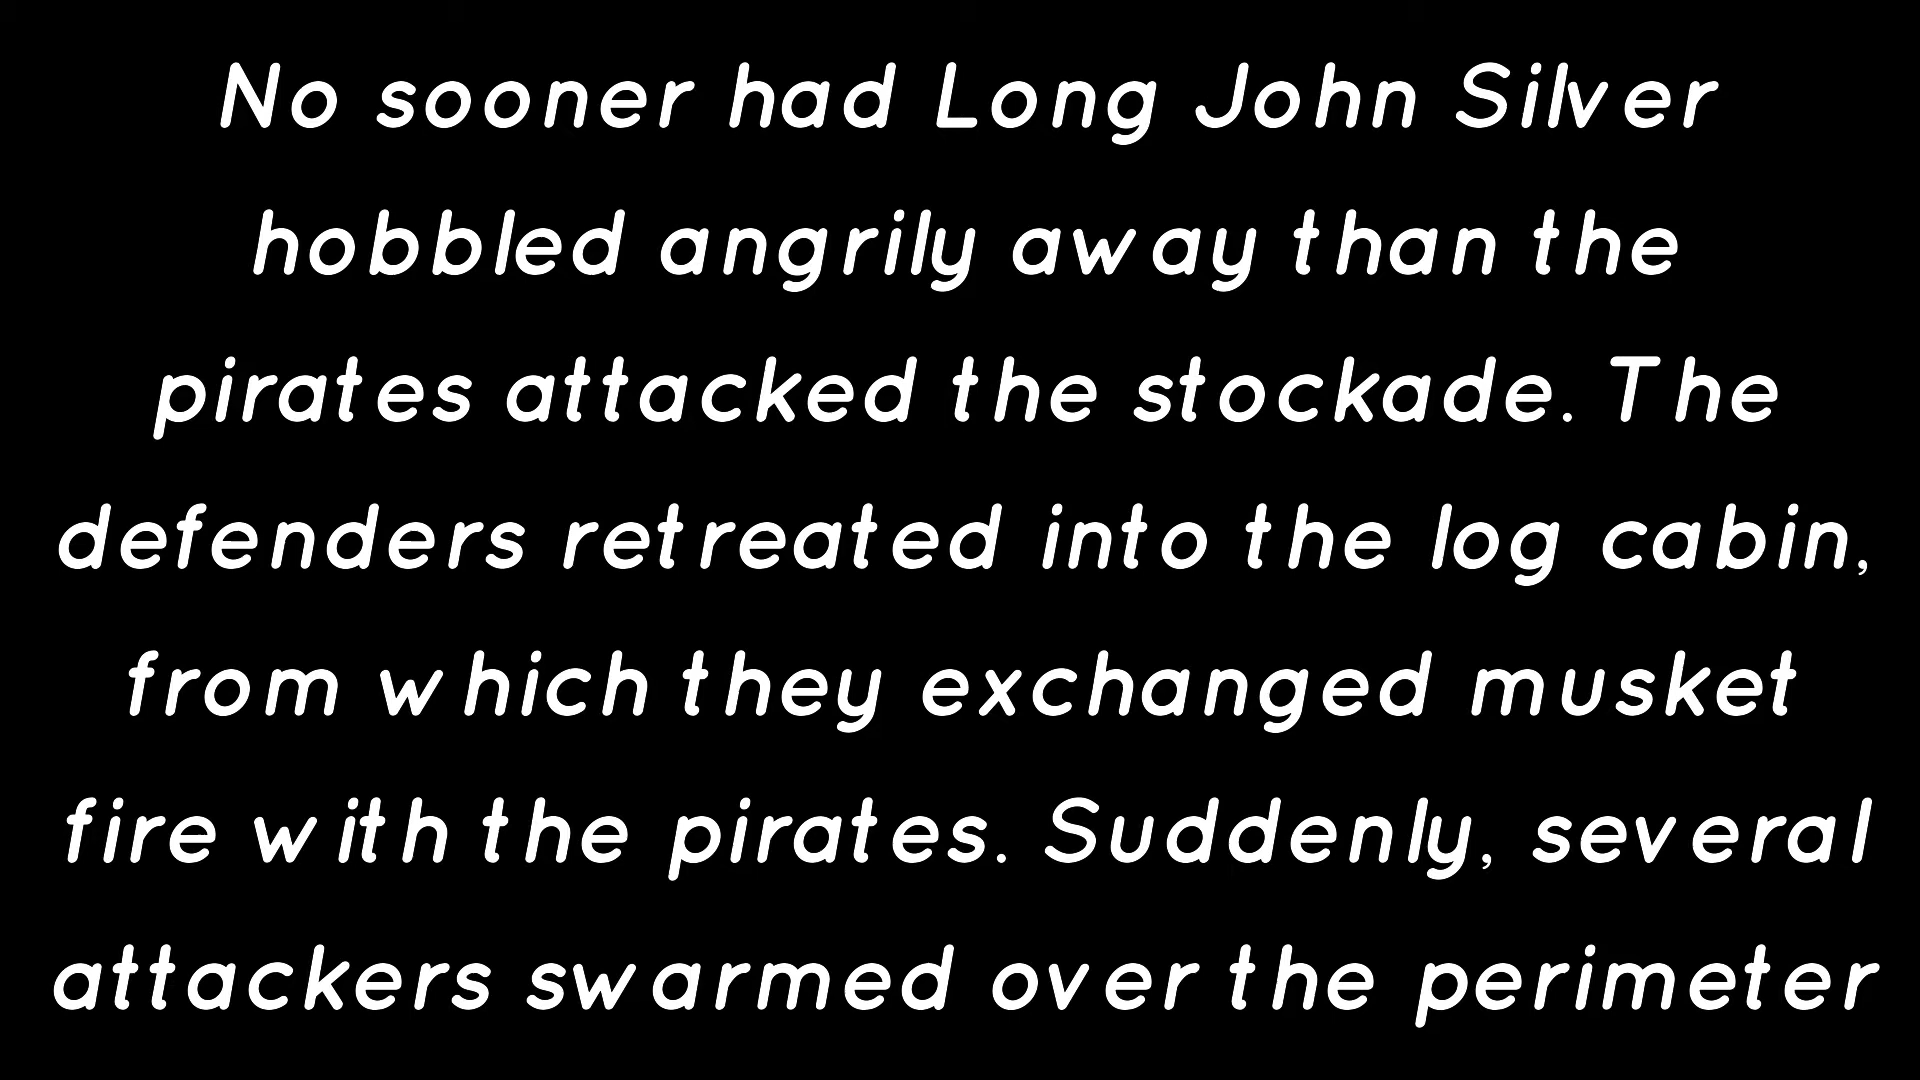 No sooner had Long John Silver
hobbled angrily away than the
pirates attacked the stockade. The
defenders retreated into the log cabin,
from which they exchanged musket
fire with the pirates. Suddenly, several
attackers swarmed over the perimeter